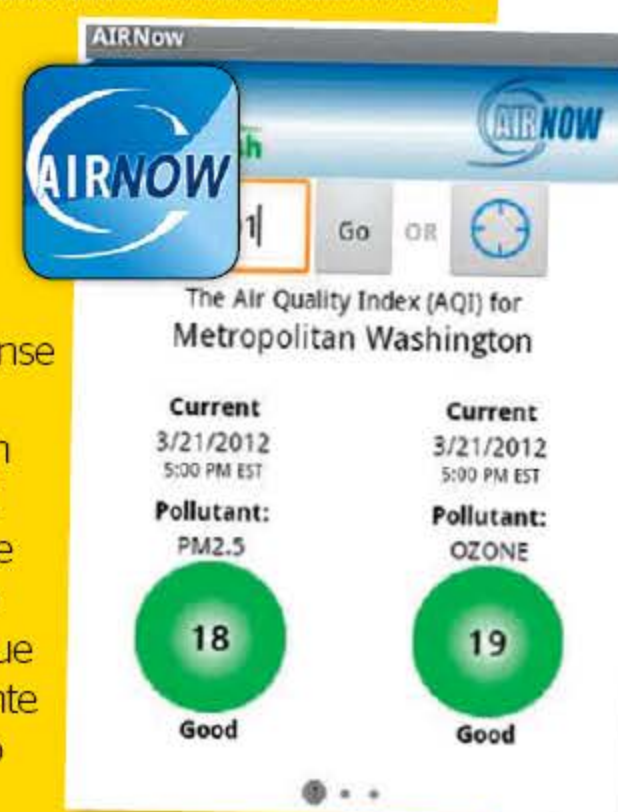 AIRNow
AIRNOW
AIRNOW
1
Go
OR
The Air Quality Index (AQI) for
Metropolitan Washington
Current
3/21/2012
5:00 PM EST
Pollutant:
PM2.5
18
Good
Current
3/21/2012
5:00 PM EST
Pollutant:
OZONE
19
Good